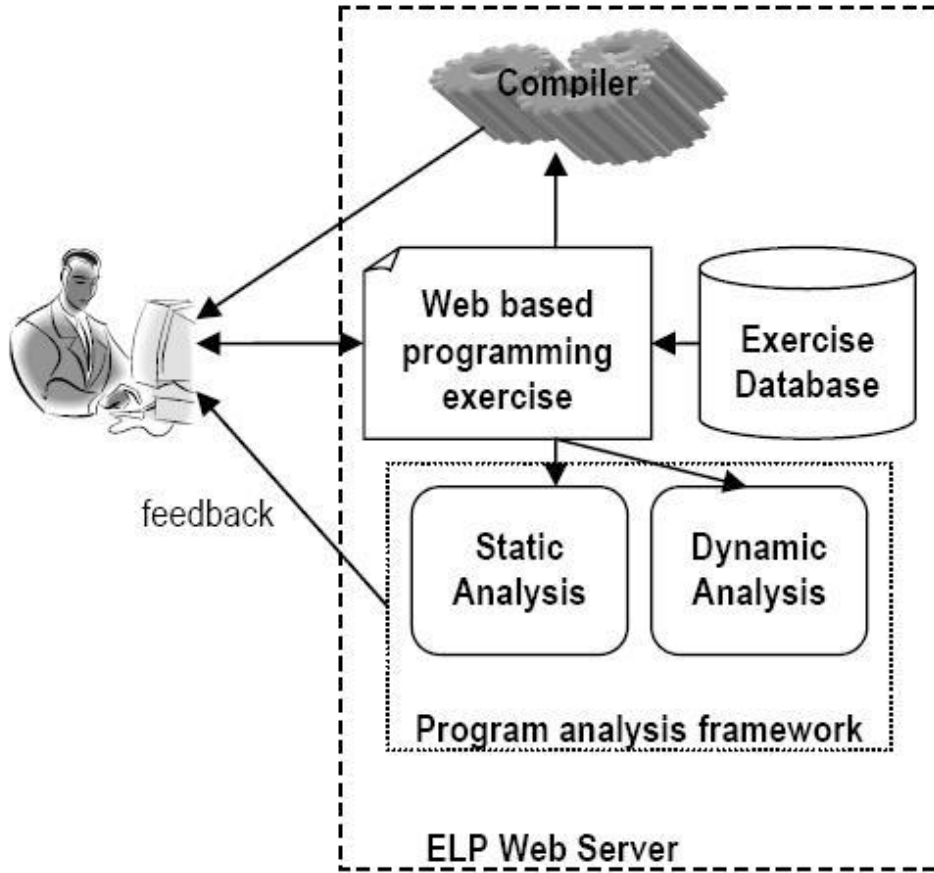 Compiler
Web based
programming
exercise
Exercise
Database
feedback
Static
Analysis
Dynamic
Analysis
Program analysis framework
ELP Web Server